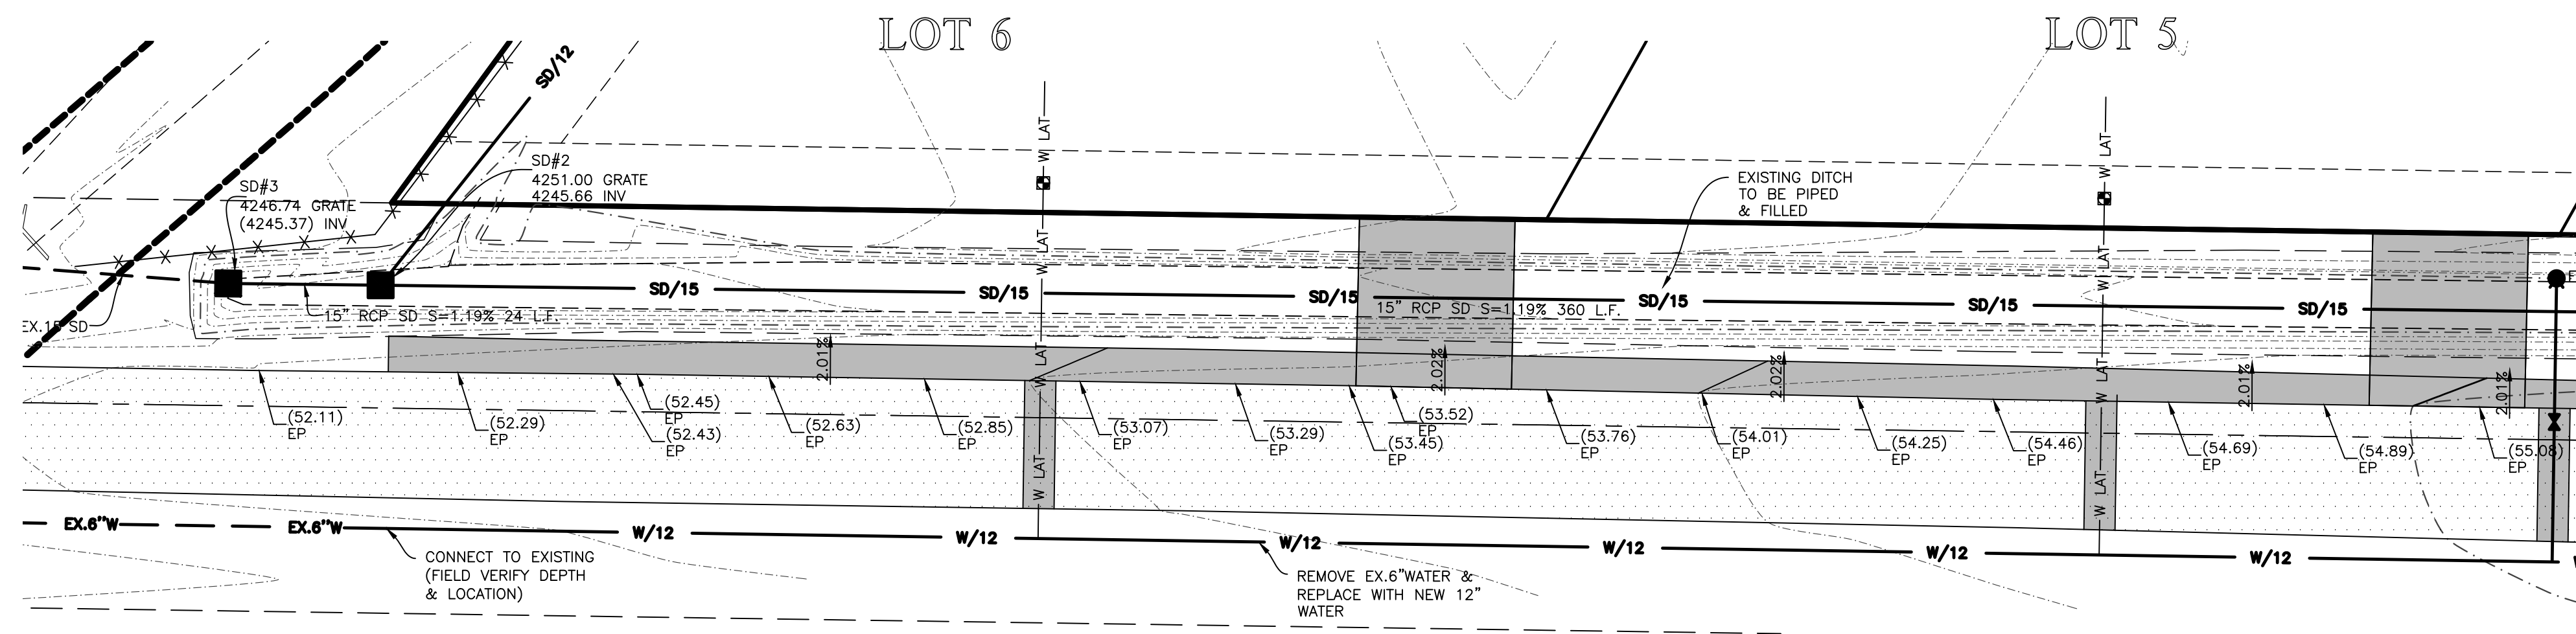 LOT 6
LOT 5
SD/12
SD#2
4251.00 GRATE
4245.66 INV
SD#3
4246.74 GRATE
(4245.37) INV
W LAT
W LAT
EXISTING DITCH
TO BE PIPED
& FILLED
W LAT
W LAT
SD/15
SD/15
SD/15
SD/15
SD/15
SD/15
15" RCP SD S=1.19% 24 L.F.
15" RCP SD S=1.19% 360 L.F.
EX.15 SD
2.01%
W LAT
2.02%
2.02%
W LAT
2.01%
2.01%
(52.11)
EP
(52.29)
EP
(52.45)
EP
(52.43)
EP
(52.63)
EP
(52.85)
EP
(53.07)
EP
(53.29)
EP
(53.52)
EP
(53.45)
EP
(53.76)
EP
(54.01)
EP
(54.25)
EP
(54.46)
EP
(54.69)
EP
(54.89)
EP
(55.08)
EP
W LAT
W LAT
EX.6"W
EX.6"W
W/12
W/12
W/12
W/12
W/12
W/12
CONNECT TO EXISTING
(FIELD VERIFY DEPTH
& LOCATION)
REMOVE EX.6"WATER &
REPLACE WITH NEW 12"
WATER